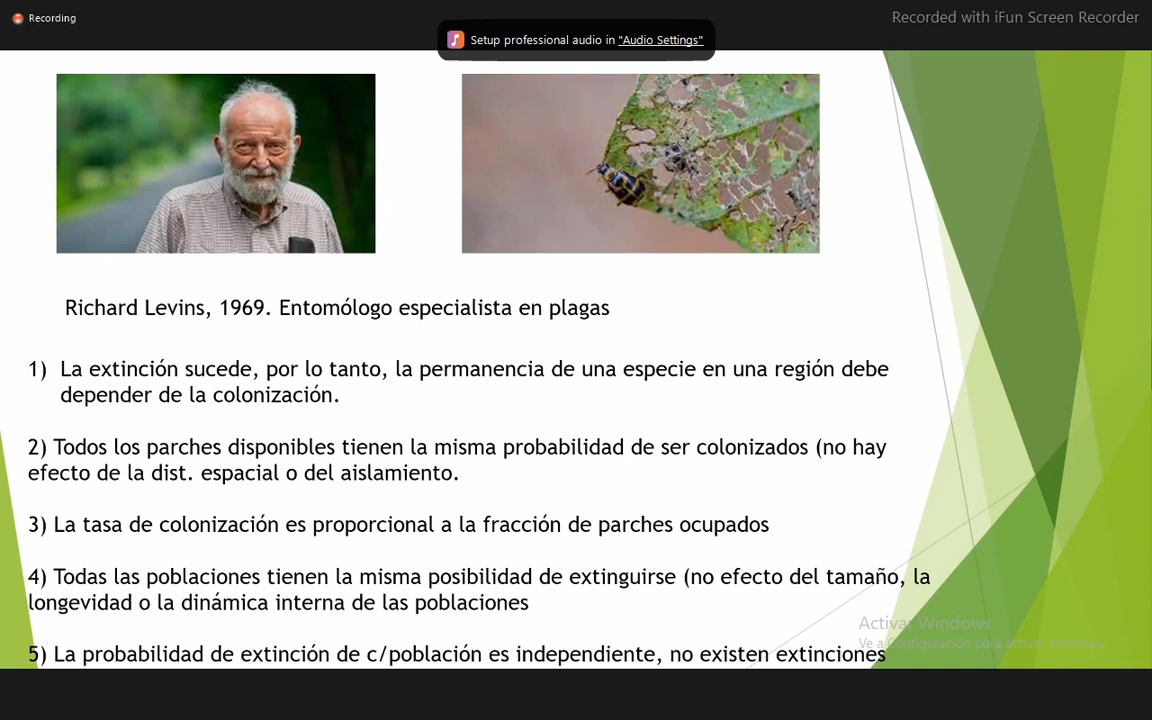 Recording
Recorded with iFun Screen Recorder
Setup professional audio in "Audio Settings"
Richard Levins, 1969. Entomólogo especialista en plagas
1) La extinción sucede, por lo tanto, la permanencia de una especie en una región debe
depender de la colonización.
2) Todos los parches disponibles tienen la misma probabilidad de ser colonizados (no hay
efecto de la dist. espacial o del aislamiento.
3) La tasa de colonización es proporcional a la fracción de parches ocupados
4) Todas las poblaciones tienen la misma posibilidad de extinguirse (no efecto del tamaño, la
longevidad o la dinámica interna de las poblaciones
Activar Windows
Ve a Configuración para activar Windows.
5) La probabilidad de extinción de c/población es independiente, no existen extinciones